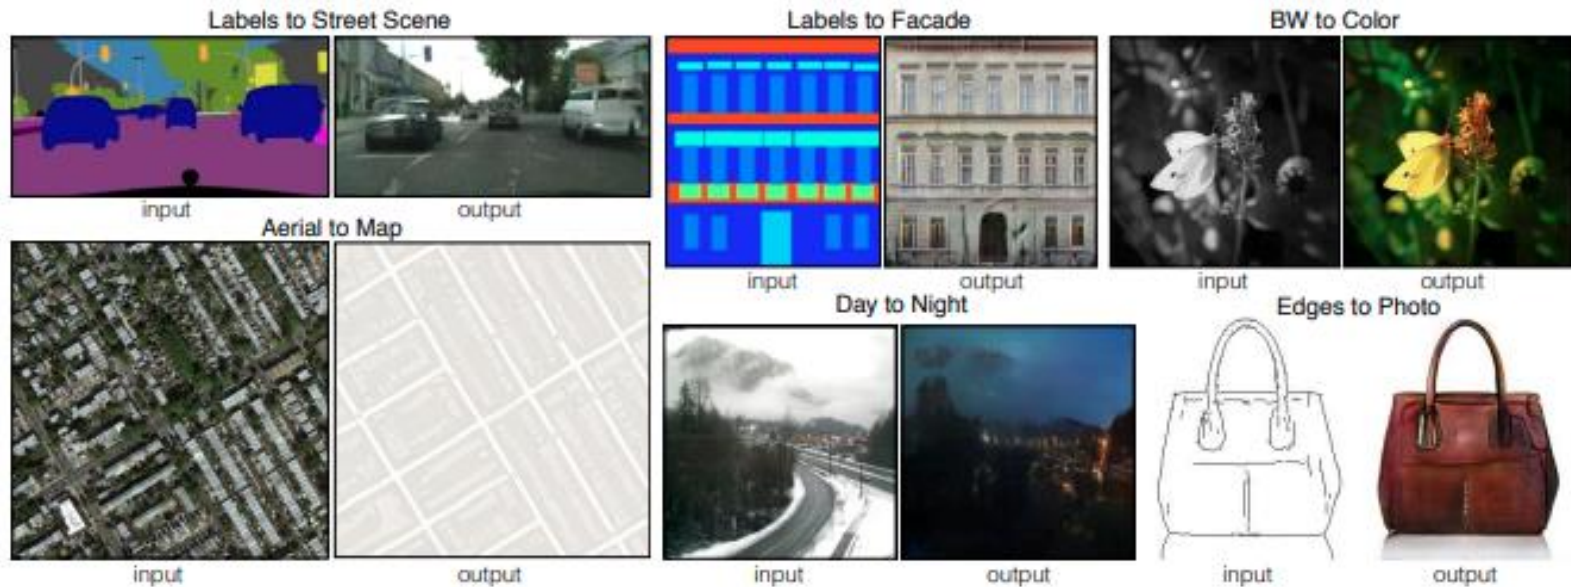 Labels to Street Scene
input
output
Aerial to Map
input
output
Labels to Facade
input
output
BW to Color
input
output
Day to Night
input
output
Edges to Photo
input
output